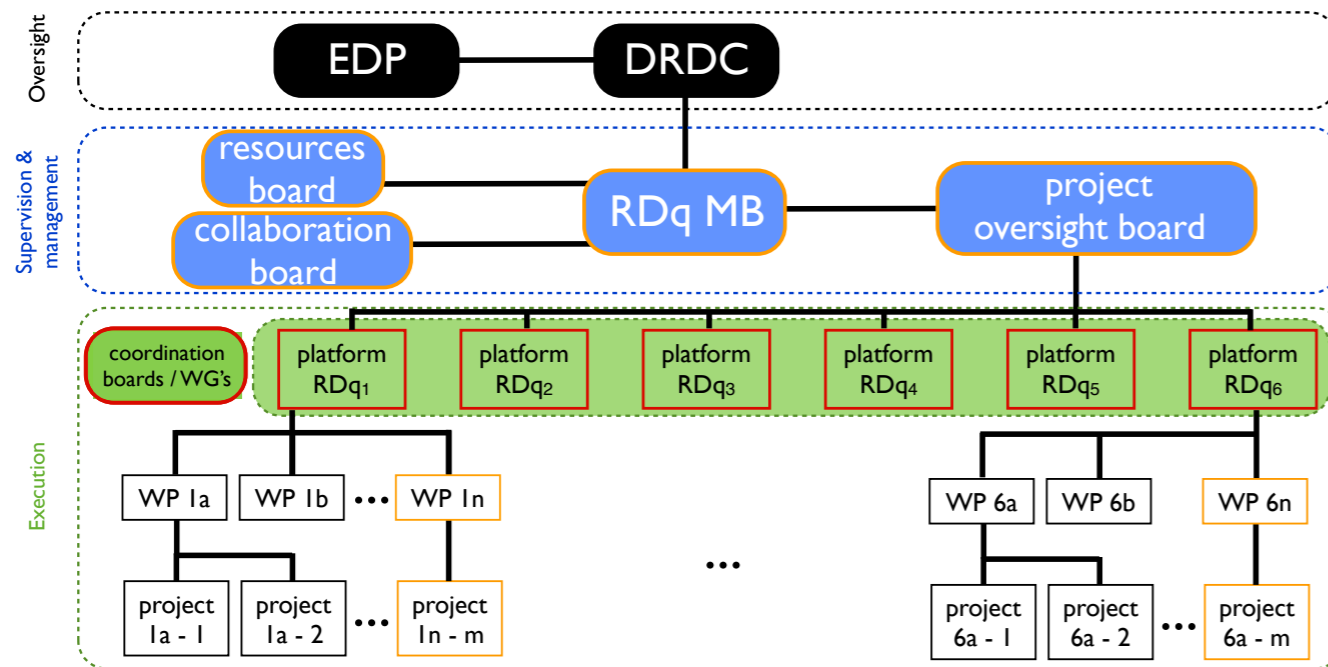 Oversight
EDP
DRDC
Supervision &
management
resources
board
collaboration
board
RDq MB
project
oversight board
Execution
coordination
boards / WG's
platform
RDq₁
platform
RDq₂
platform
RDq₃
platform
RDq₄
platform
RDq₅
platform
RDq₆
WP 1a
WP 1b
...
WP 1n
WP 6a
WP 6b
...
WP 6n
...
project
1a - 1
project
1a - 2
...
project
1n - m
project
6a - 1
project
6a - 2
...
project
6a - m